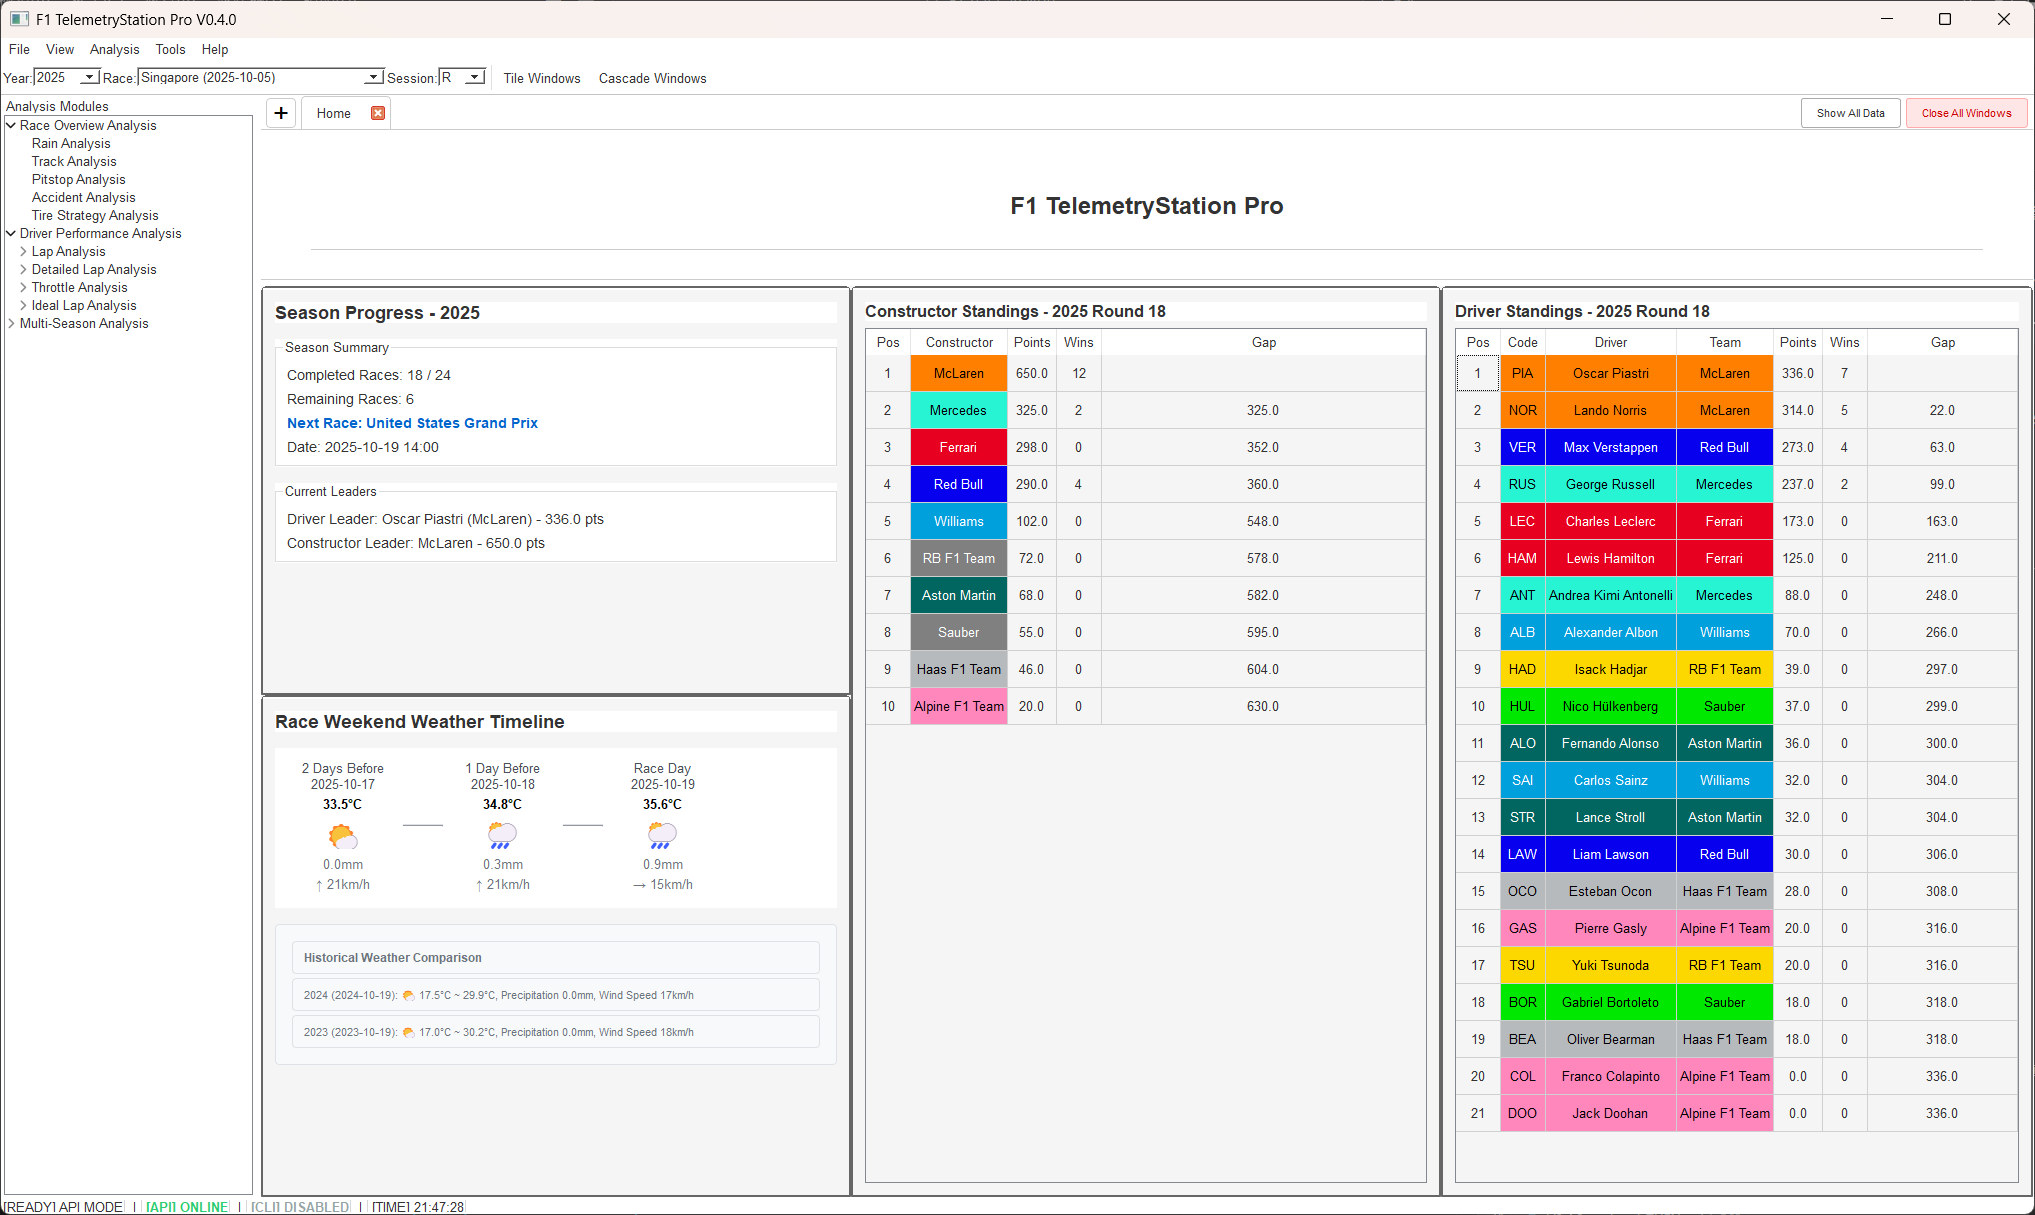 F1 TelemetryStation Pro V0.4.0
File View Analysis Tools Help
Year: 2025 Race: Singapore (2025-10-05) Session: R Tile Windows Cascade Windows
Analysis Modules
Race Overview Analysis
Rain Analysis
Track Analysis
Pitstop Analysis
Accident Analysis
Tire Strategy Analysis
Driver Performance Analysis
Lap Analysis
Detailed Lap Analysis
Throttle Analysis
Ideal Lap Analysis
Multi-Season Analysis
+ Home Show All Data Close All Windows
F1 TelemetryStation Pro
Season Progress - 2025
Season Summary
Completed Races: 18 / 24
Remaining Races: 6
Next Race: United States Grand Prix
Date: 2025-10-19 14:00
Current Leaders
Driver Leader: Oscar Piastri (McLaren) - 336.0 pts
Constructor Leader: McLaren - 650.0 pts
Race Weekend Weather Timeline
2 Days Before 1 Day Before Race Day
2025-10-17 2025-10-18 2025-10-19
33.5°C 34.8°C 35.6°C
0.0mm 0.3mm 0.9mm
↑ 21km/h ↑ 21km/h → 15km/h
Historical Weather Comparison
2024 (2024-10-19): 17.5°C ~ 29.9°C, Precipitation 0.0mm, Wind Speed 17km/h
2023 (2023-10-19): 17.0°C ~ 30.2°C, Precipitation 0.0mm, Wind Speed 18km/h
Constructor Standings - 2025 Round 18
Pos Constructor Points Wins Gap
1 McLaren 650.0 12
2 Mercedes 325.0 2 325.0
3 Ferrari 298.0 0 352.0
4 Red Bull 290.0 4 360.0
5 Williams 102.0 0 548.0
6 RB F1 Team 72.0 0 578.0
7 Aston Martin 68.0 0 582.0
8 Sauber 55.0 0 595.0
9 Haas F1 Team 46.0 0 604.0
10 Alpine F1 Team 20.0 0 630.0
Driver Standings - 2025 Round 18
Pos Code Driver Team Points Wins Gap
1 PIA Oscar Piastri McLaren 336.0 7
2 NOR Lando Norris McLaren 314.0 5 22.0
3 VER Max Verstappen Red Bull 273.0 4 63.0
4 RUS George Russell Mercedes 237.0 2 99.0
5 LEC Charles Leclerc Ferrari 173.0 0 163.0
6 HAM Lewis Hamilton Ferrari 125.0 0 211.0
7 ANT Andrea Kimi Antonelli Mercedes 88.0 0 248.0
8 ALB Alexander Albon Williams 70.0 0 266.0
9 HAD Isack Hadjar RB F1 Team 39.0 0 297.0
10 HUL Nico Hülkenberg Sauber 37.0 0 299.0
11 ALO Fernando Alonso Aston Martin 36.0 0 300.0
12 SAI Carlos Sainz Williams 32.0 0 304.0
13 STR Lance Stroll Aston Martin 32.0 0 304.0
14 LAW Liam Lawson Red Bull 30.0 0 306.0
15 OCO Esteban Ocon Haas F1 Team 28.0 0 308.0
16 GAS Pierre Gasly Alpine F1 Team 20.0 0 316.0
17 TSU Yuki Tsunoda RB F1 Team 20.0 0 316.0
18 BOR Gabriel Bortoleto Sauber 18.0 0 318.0
19 BEA Oliver Bearman Haas F1 Team 18.0 0 318.0
20 COL Franco Colapinto Alpine F1 Team 0.0 0 336.0
21 DOO Jack Doohan Alpine F1 Team 0.0 0 336.0
[READY] API MODE | [API] ONLINE | [CLI] DISABLED | [TIME] 21:47:28